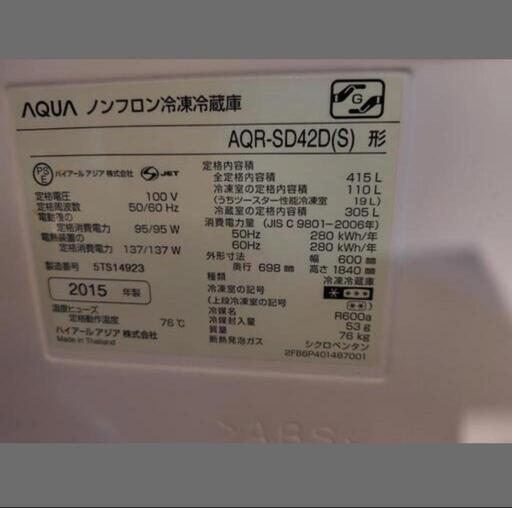 AQUA ノンフロン冷凍冷蔵庫
G
AQR-SD42D(S) 形
PS E ハイアール アジア 株式会社 S JET
定格電圧 100 V
定格周波数 50/60 Hz
電動機の
定格消費電力 95/95 W
電熱装置の
定格消費電力 137/137 W
製造番号 5TS14923
2015 年製
温度ヒューズ
定格動作温度 76℃
ハイアール アジア 株式会社
Made in Thailand
定格内容積
全定格内容積 415 L
冷凍室の定格内容積 110 L
(うちツースター性能冷凍室 19 L)
冷蔵室の定格内容積 305 L
消費電力量 (JIS C 9801-2006年)
50Hz 280 kWh/年
60Hz 280 kWh/年
外形寸法 幅 600 ㎜
奥行 698 ㎜ 高さ 1840 ㎜
種類 冷凍冷蔵庫
冷凍室の記号
(上段冷凍室の記号)
冷媒名 R600a
冷媒封入量 53 g
質量 76 kg
断熱発泡ガス シクロペンタン
2FB6P401487001
>ABS<